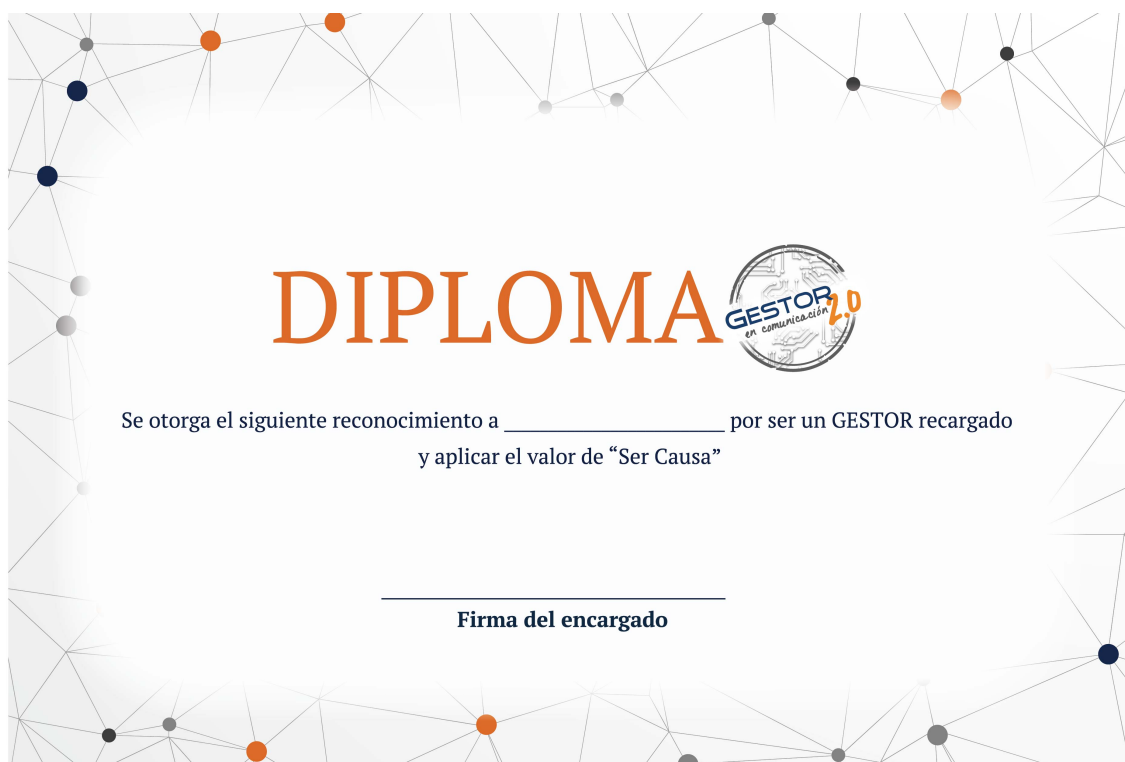 DIPLOMA
GESTOR 2.0
en comunicación
Se otorga el siguiente reconocimiento a ____________________ por ser un GESTOR recargado
y aplicar el valor de “Ser Causa”
Firma del encargado